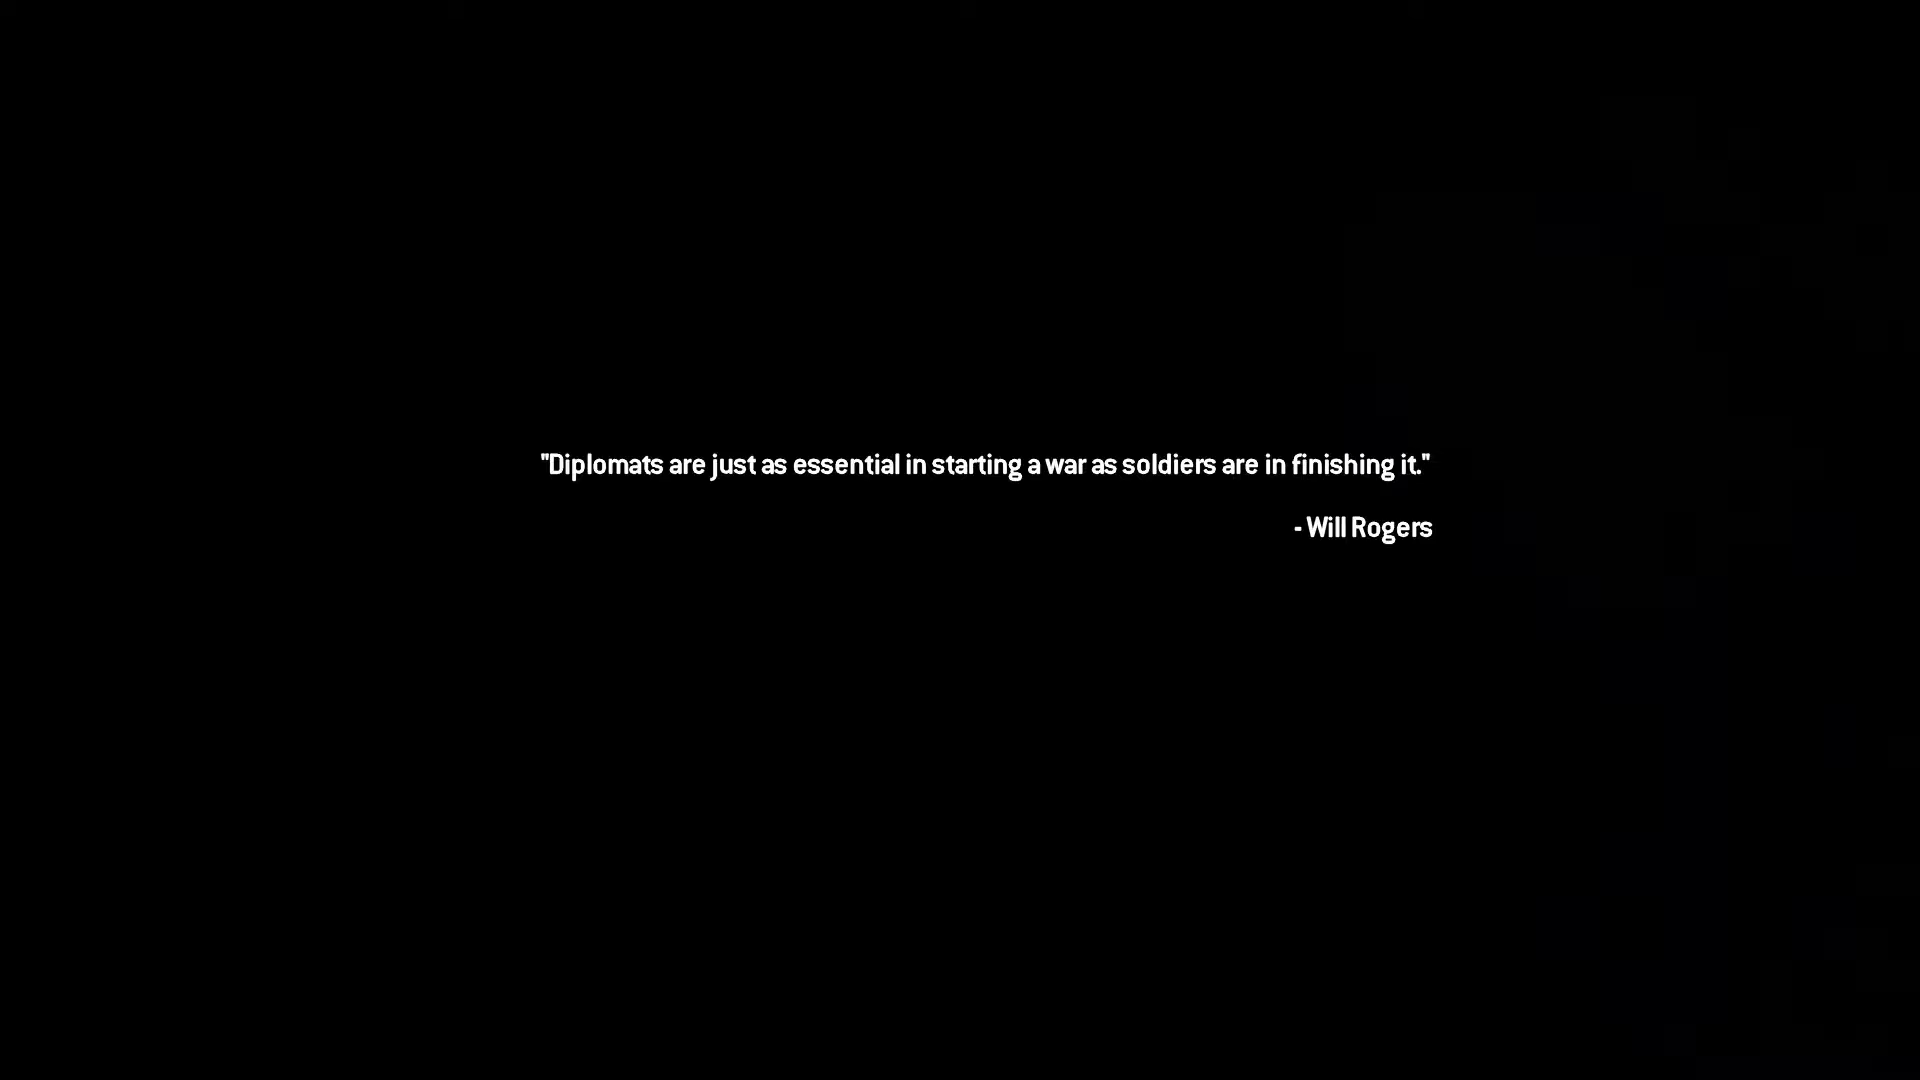 "Diplomats are just as essential in starting a war as soldiers are in finishing it."
- Will Rogers